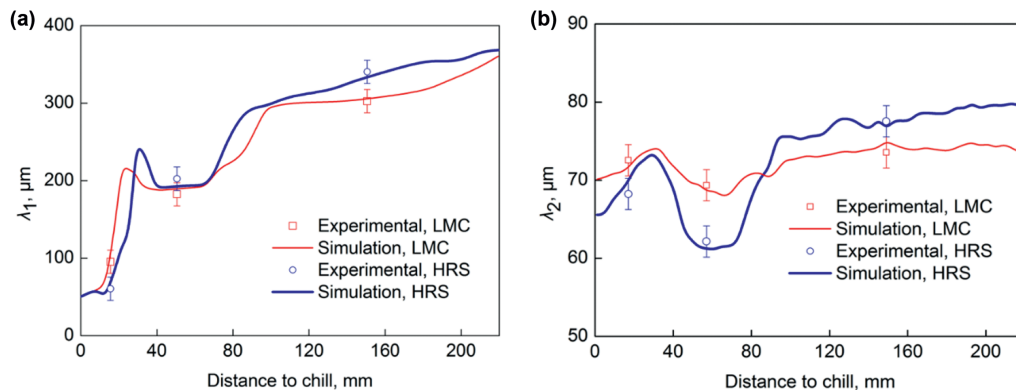 (a)
400
300
200
100
0
λ1, μm
Experimental, LMC
Simulation, LMC
Experimental, HRS
Simulation, HRS
0 40 80 120 160 200
Distance to chill, mm
(b)
90
80
70
60
50
λ2, μm
Experimental, LMC
Simulation, LMC
Experimental, HRS
Simulation, HRS
0 40 80 120 160 200
Distance to chill, mm